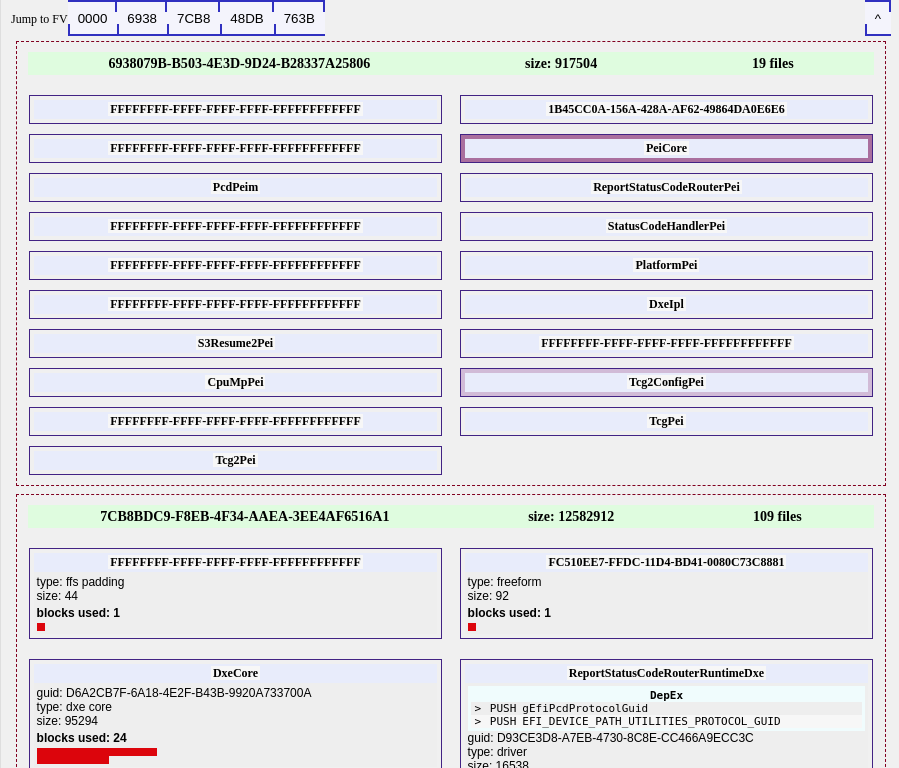 Jump to FV 0000 6938 7CB8 48DB 763B ^
6938079B-B503-4E3D-9D24-B28337A25806 size: 917504 19 files
FFFFFFFF-FFFF-FFFF-FFFF-FFFFFFFFFFFF 1B45CC0A-156A-428A-AF62-49864DA0E6E6
FFFFFFFF-FFFF-FFFF-FFFF-FFFFFFFFFFFF PeiCore
PcdPeim ReportStatusCodeRouterPei
FFFFFFFF-FFFF-FFFF-FFFF-FFFFFFFFFFFF StatusCodeHandlerPei
FFFFFFFF-FFFF-FFFF-FFFF-FFFFFFFFFFFF PlatformPei
FFFFFFFF-FFFF-FFFF-FFFF-FFFFFFFFFFFF DxeIpl
S3Resume2Pei FFFFFFFF-FFFF-FFFF-FFFF-FFFFFFFFFFFF
CpuMpPei Tcg2ConfigPei
FFFFFFFF-FFFF-FFFF-FFFF-FFFFFFFFFFFF TcgPei
Tcg2Pei
7CB8BDC9-F8EB-4F34-AAEA-3EE4AF6516A1 size: 12582912 109 files
FFFFFFFF-FFFF-FFFF-FFFF-FFFFFFFFFFFF
type: ffs padding
size: 44
blocks used: 1
FC510EE7-FFDC-11D4-BD41-0080C73C8881
type: freeform
size: 92
blocks used: 1
DxeCore
guid: D6A2CB7F-6A18-4E2F-B43B-9920A733700A
type: dxe core
size: 95294
blocks used: 24
ReportStatusCodeRouterRuntimeDxe
DepEx
> PUSH gEfiPcdProtocolGuid
> PUSH EFI_DEVICE_PATH_UTILITIES_PROTOCOL_GUID
guid: D93CE3D8-A7EB-4730-8C8E-CC466A9ECC3C
type: driver
size: 16538